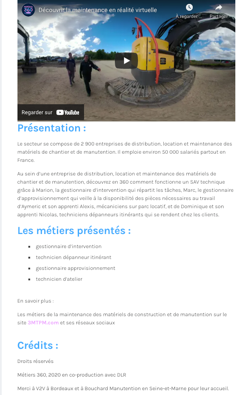 Découvrir la maintenance en réalité virtuelle
À regarder...
Partager
Regarder sur YouTube
Présentation :
Le secteur se compose de 2 900 entreprises de distribution, location et maintenance des
matériels de chantier et de manutention. Il emploie environ 50 000 salariés partout en
France.
Au sein d'une entreprise de distribution, location et maintenance des matériels de
chantier et de manutention, découvrez en 360 comment fonctionne un SAV technique
grâce à Marion, la gestionnaire d'intervention qui répartit les tâches, Marc, le gestionnaire
d'approvisionnement qui veille à la disponibilité des pièces nécessaires au travail
d'Aymeric et son apprenti Alexis, mécaniciens sur parc locatif, et de Dominique et son
apprenti Nicolas, techniciens dépanneurs itinérants qui se rendent chez les clients.
Les métiers présentés :
gestionnaire d'intervention
technicien dépanneur itinérant
gestionnaire approvisionnement
technicien d'atelier
En savoir plus :
Les métiers de la maintenance des matériels de construction et de manutention sur le
site GMTPM.com et ses réseaux sociaux
Crédits :
Droits réservés
Métiers 360, 2020 en co-production avec DLR
Merci à V2V à Bordeaux et à Bouchard Manutention en Seine-et-Marne pour leur accueil.